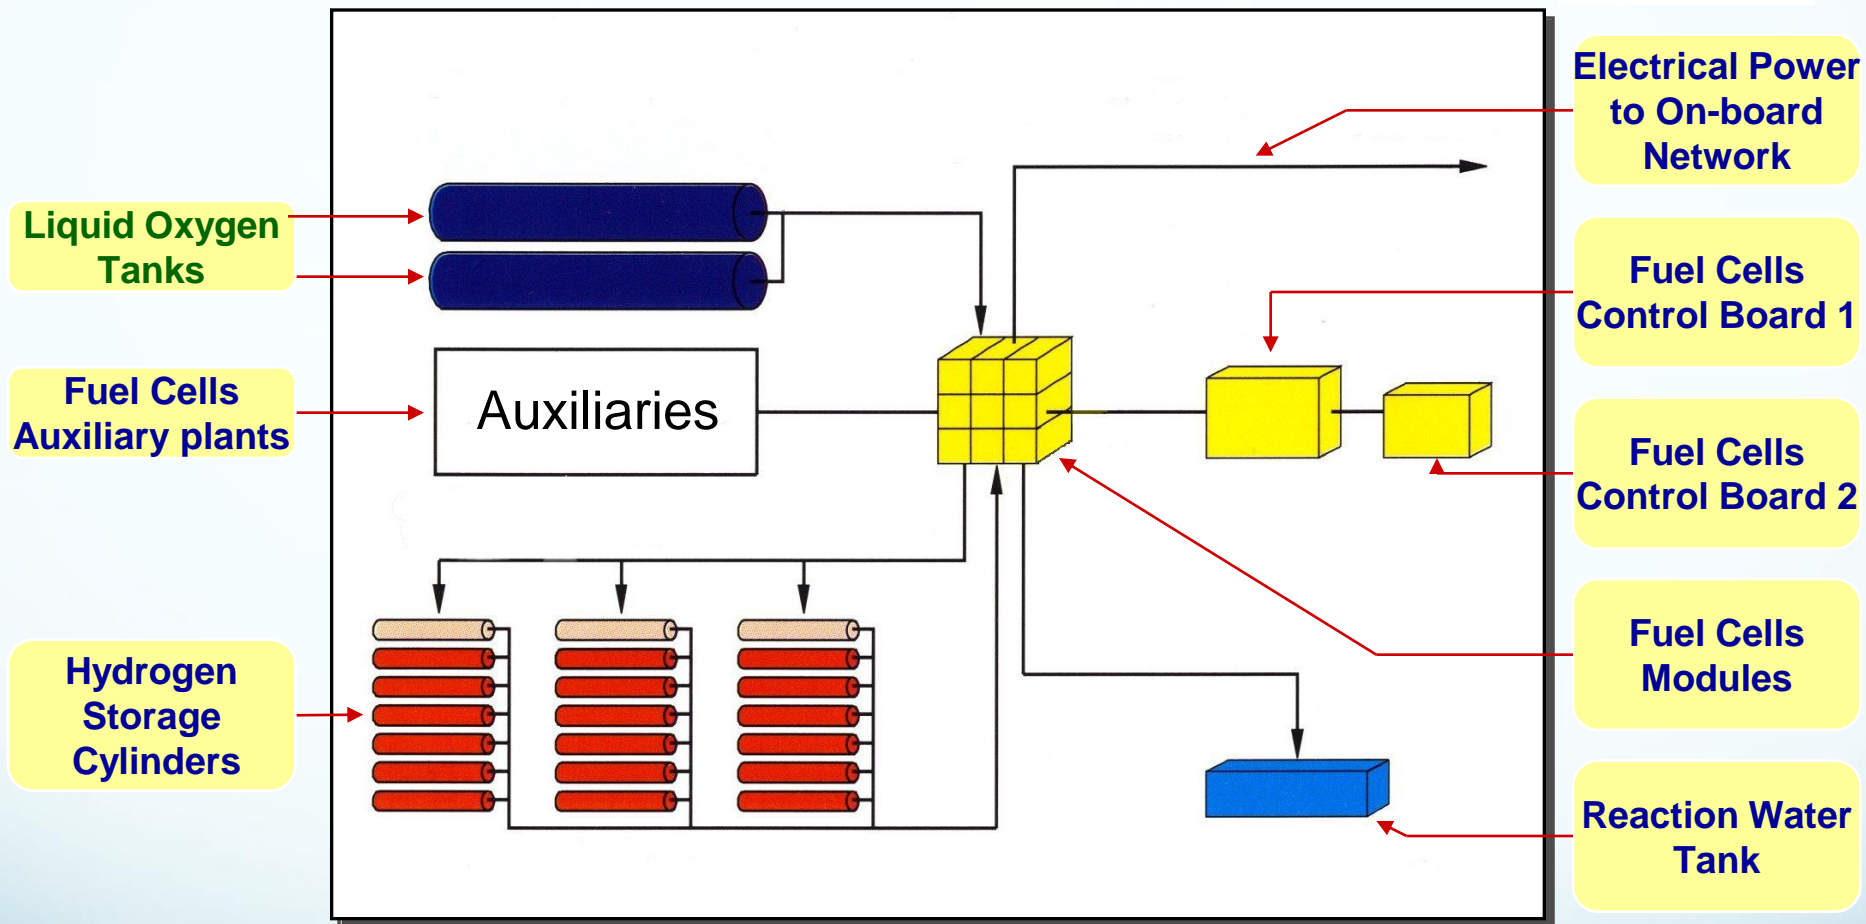 Liquid Oxygen
Tanks
Fuel Cells
Auxiliary plants
Hydrogen
Storage
Cylinders
Auxiliaries
Electrical Power
to On-board
Network
Fuel Cells
Control Board 1
Fuel Cells
Control Board 2
Fuel Cells
Modules
Reaction Water
Tank